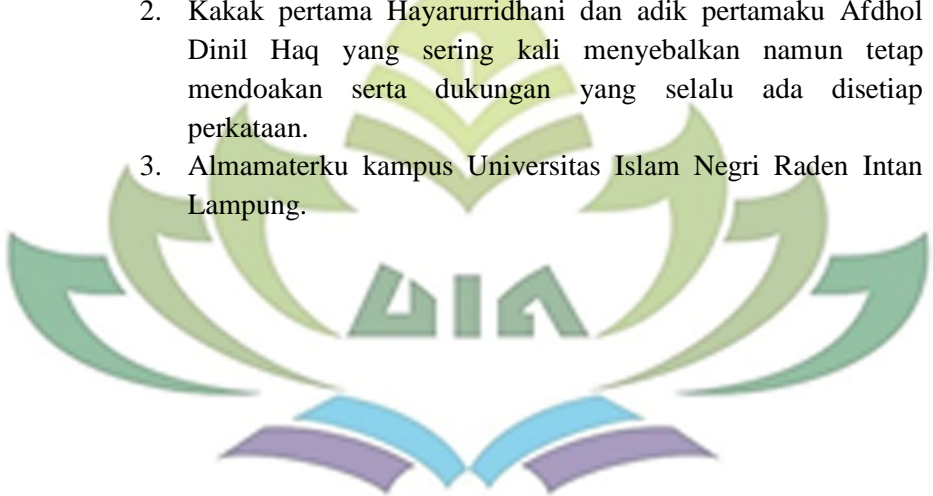 2. Kakak pertama Hayarurridhani dan adik pertamaku Afdhol
Dinil Haq yang sering kali menyebalkan namun tetap
mendoakan serta dukungan yang selalu ada disetiap
perkataan.
3. Almamaterku kampus Universitas Islam Negri Raden Intan
Lampung.
UIN